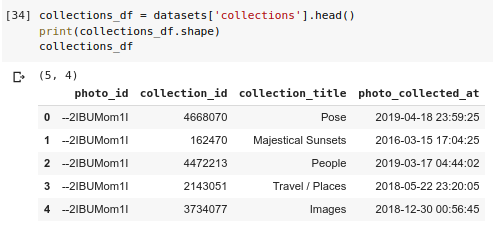 [34] collections_df = datasets['collections'].head()
print(collections_df.shape)
collections_df
(5, 4)
photo_id collection_id collection_title photo_collected_at
0 --2IBUMom1I 4668070 Pose 2019-04-18 23:59:25
1 --2IBUMom1I 162470 Majestical Sunsets 2016-03-15 17:04:25
2 --2IBUMom1I 4472213 People 2019-03-17 04:44:02
3 --2IBUMom1I 2143051 Travel / Places 2018-05-22 23:20:05
4 --2IBUMom1I 3734077 Images 2018-12-30 00:56:45